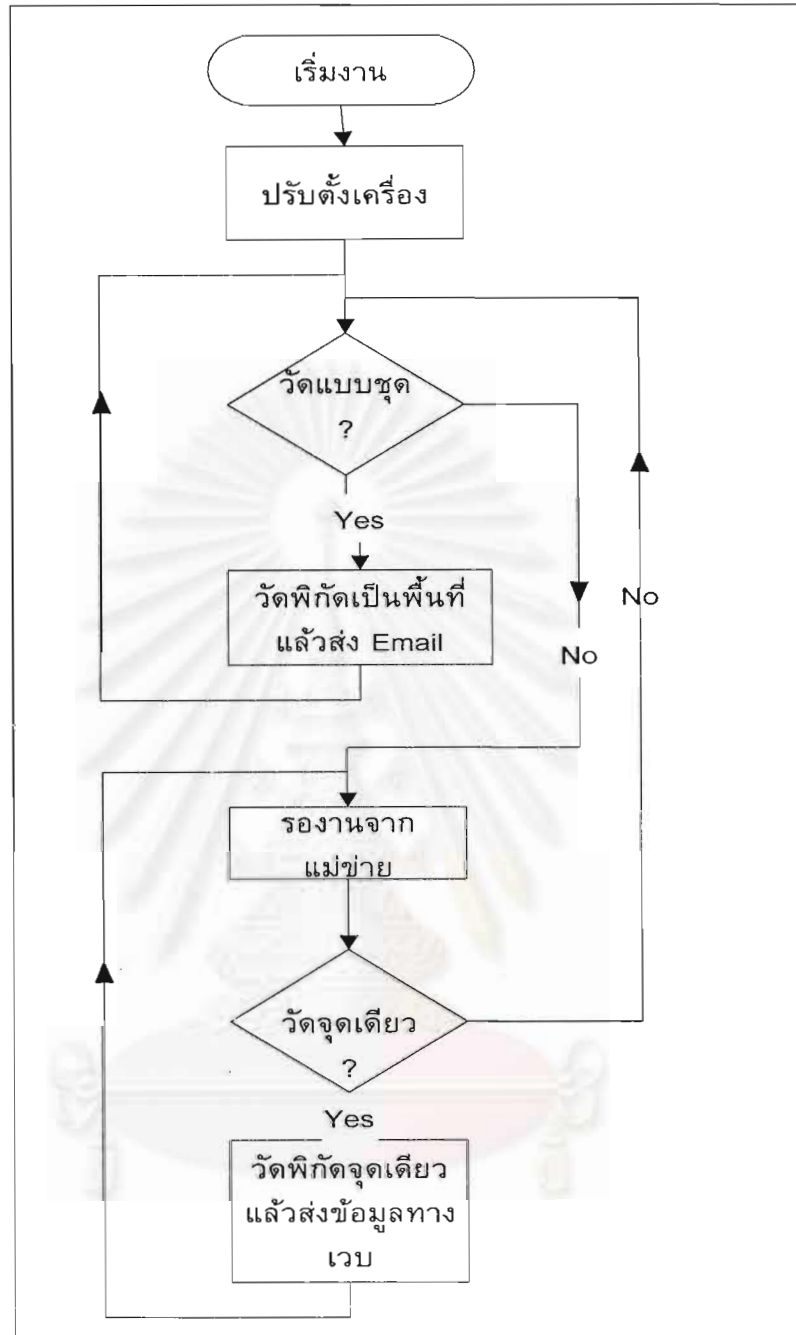 เริ่มงาน
ปรับตั้งเครื่อง
วัดแบบชุด
?
Yes
วัดพิกัดเป็นพื้นที่
แล้วส่ง Email
No
No
รองานจาก
แม่ข่าย
วัดจุดเดียว
?
Yes
วัดพิกัดจุดเดียว
แล้วส่งข้อมูลทาง
เวบ